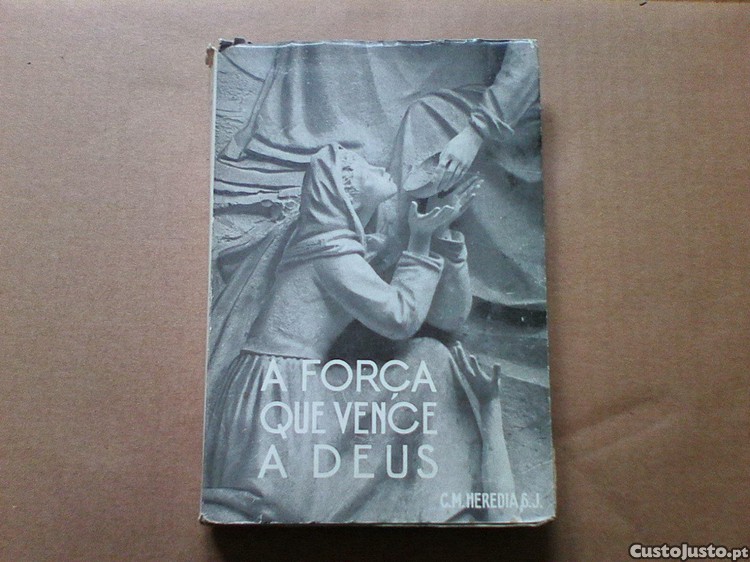 A FORÇA
QUE VENCE
A DEUS
C.M. HEREDIA, S.J.
CustoJusto.pt